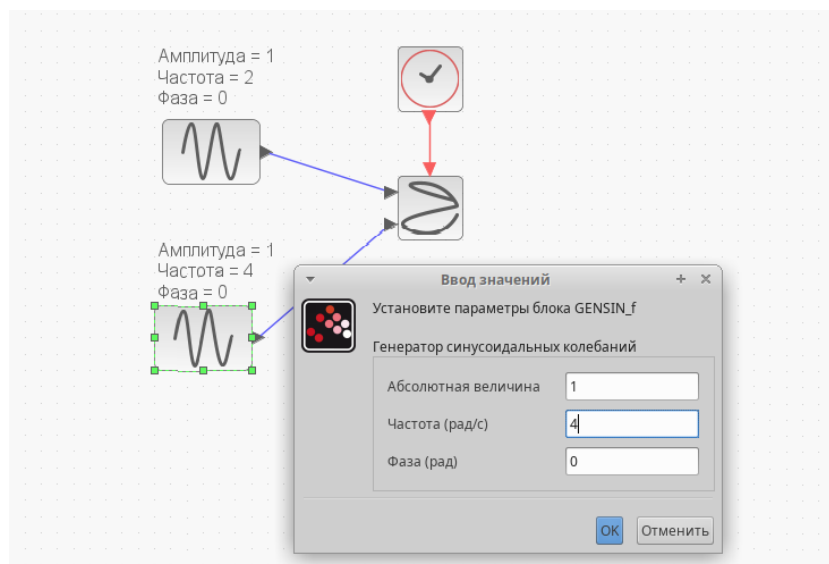 Амплитуда = 1
Частота = 2
Фаза = 0
Амплитуда = 1
Частота = 4
Фаза = 0
Ввод значений
Установите параметры блока GENSIN_f
Генератор синусоидальных колебаний
Абсолютная величина 1
Частота (рад/с) 4
Фаза (рад) 0
OK Отменить